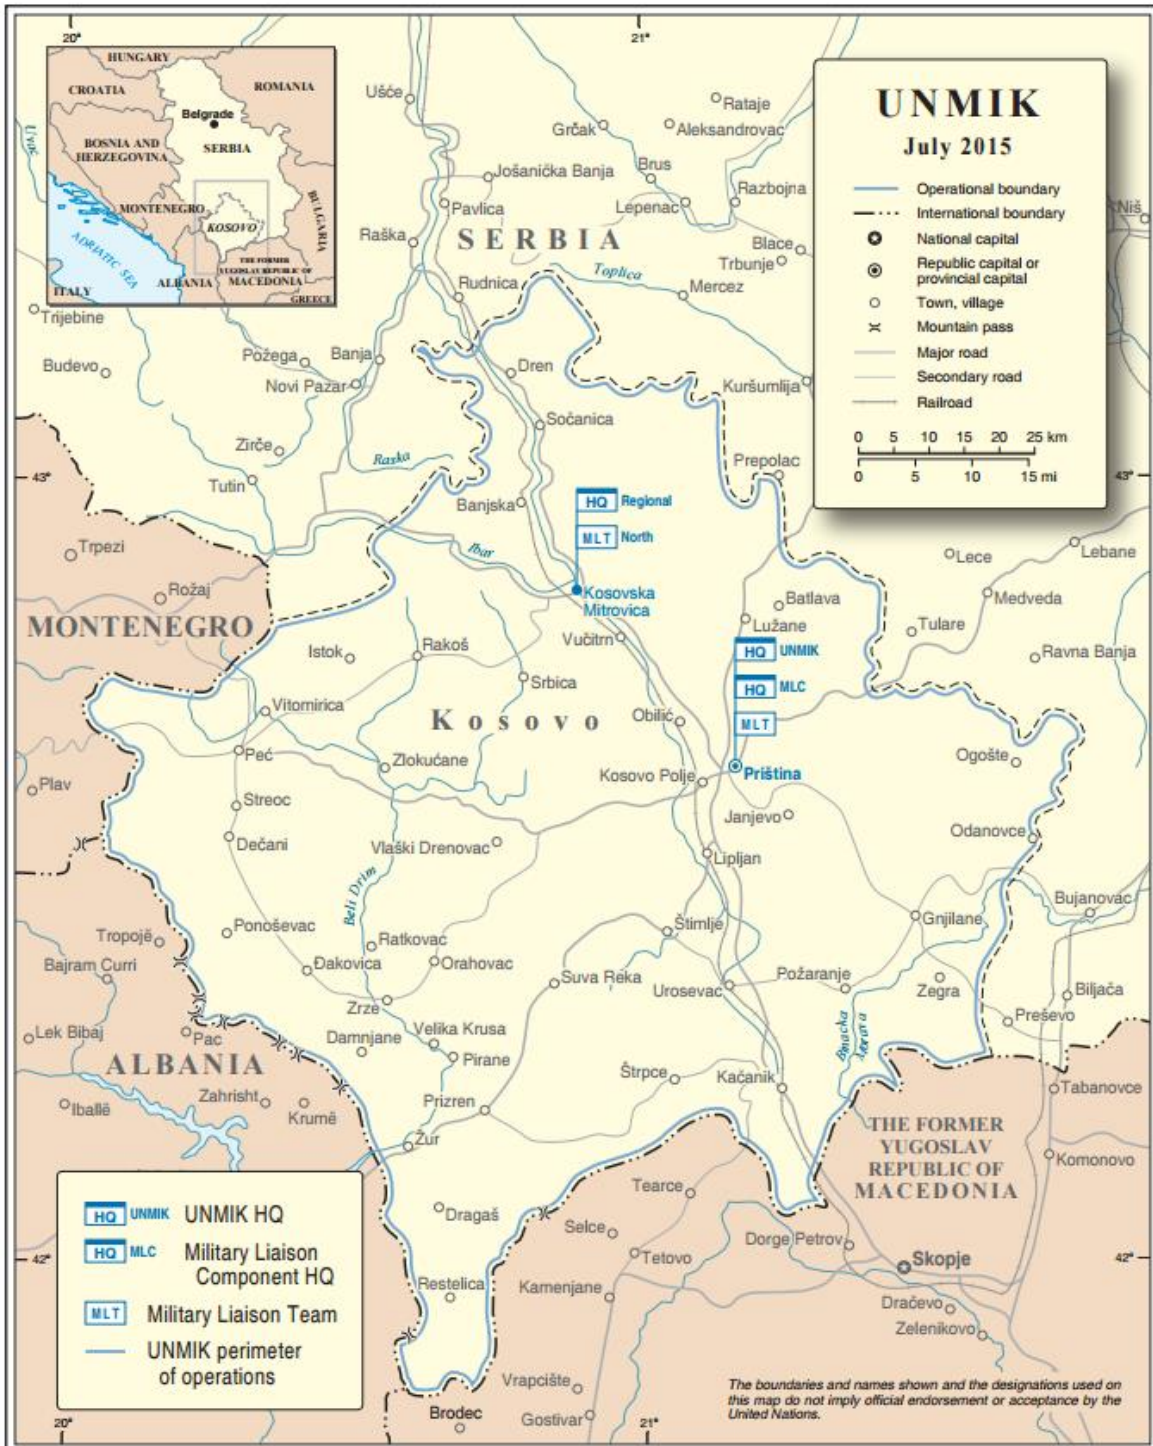 20°
21°
HUNGARY
CROATIA
ROMANIA
Belgrade
BOSNIA AND
HERZEGOVINA
SERBIA
MONTENEGRO
BULGARIA
KOSOVO
ADRIATIC SEA
THE FORMER
YUGOSLAV REPUBLIC OF
MACEDONIA
ALBANIA
ITALY
GREECE
UNMIK
July 2015
Operational boundary
International boundary
National capital
Republic capital or
provincial capital
Town, village
Mountain pass
Major road
Secondary road
Railroad
0 5 10 15 20 25 km
0 5 10 15 mi
Ušće
Rataje
Grčak
Aleksandrovac
Jošanička Banja
Brus
Razbojna
Pavlica
Lepenac
Niš
Raška
SERBIA
Blace
Trbunje
Toplica
Rudnica
Mercez
Trijebine
Budevo
Požega
Banja
Novi Pazar
Dren
Kuršumlija
Sočanica
Zirče
Raska
Tutin
43°
Prepolac
43°
Banjska
HQ Regional
MLT North
Ibar
Trpezi
Lece
Lebane
Rožaj
Kosovska
Mitrovica
Batlava
Medveda
Lužane
MONTENEGRO
Vučitrn
Tulare
Istok
Rakoš
HQ UNMIK
Ravna Banja
Srbica
HQ MLC
Vitomirica
Kosovo
Obilić
MLT
Peć
Zlokućane
Ogošte
Kosovo Polje
Priština
Plav
Streoc
Janjevo
Dečani
Vlaški Drenovac
Odanovce
Lipljan
Beli Drim
Bujanovac
Ponoševac
Štimlje
Gnjilane
Tropojë
Ratkovac
Bajram Curri
Đakovica
Orahovac
Suva Reka
Požaranje
Urosevac
Zegra
Biljača
Zrze
Preševo
Lek Bibaj
Pac
Damnjane
Velika Krusa
Pirane
ALBANIA
Štrpce
Kačanik
Tabanovce
Iballë
Zahrisht
Krumë
Prizren
THE FORMER
YUGOSLAV
REPUBLIC OF
MACEDONIA
Žur
Komonovo
Tearce
HQ UNMIK UNMIK HQ
HQ MLC Military Liaison
Component HQ
MLT Military Liaison Team
UNMIK perimeter
of operations
Dragaš
Selce
Dorge Petrov
42°
Tetovo
Skopje
42°
Restelica
Kamenjane
Dračevo
Zelenikovo
Vrapcište
Brodec
Gostivar
The boundaries and names shown and the designations used on
this map do not imply official endorsement or acceptance by the
United Nations.
20°
21°